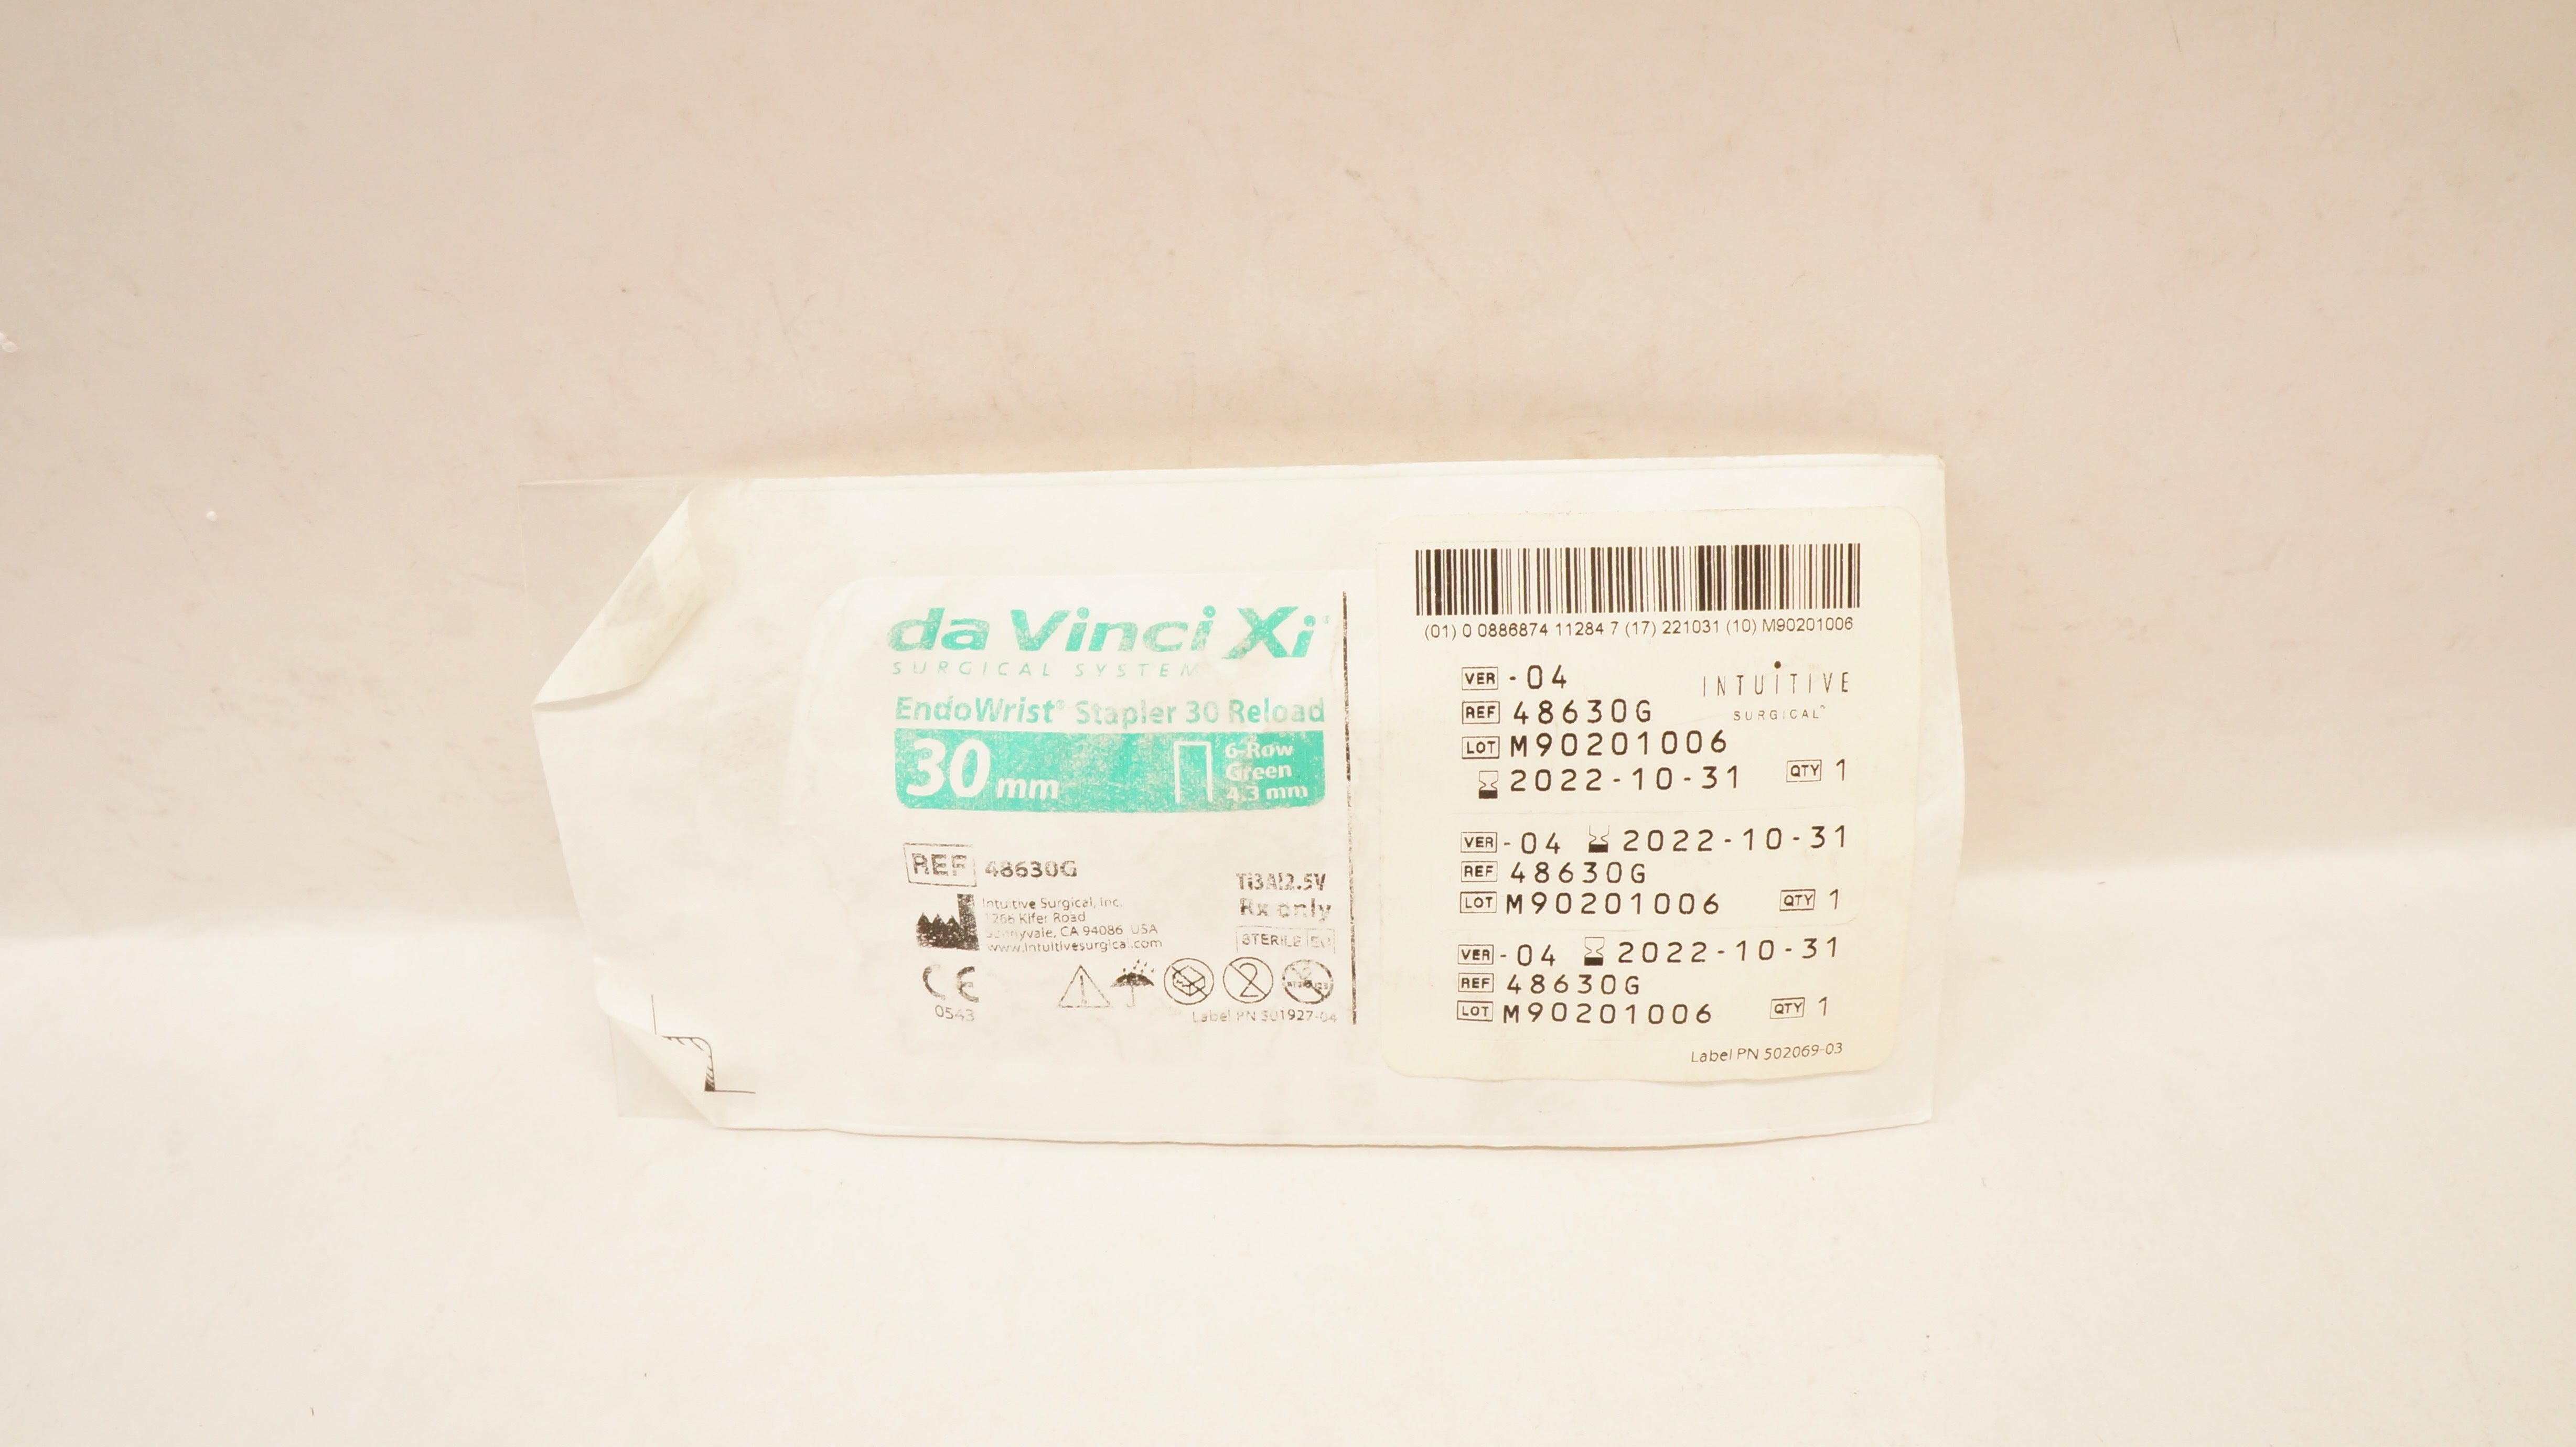 da Vinci Xi
SURGICAL SYSTEM
EndoWrist® Stapler 30 Reload
30 mm
6-Row
Green
4.3 mm
REF 48630G
Ti3Al2.5V
Rx only
Intuitive Surgical, Inc.
1266 Kifer Road
Sunnyvale, CA 94086 USA
www.intuitivesurgical.com
STERILE EO
CE
0543
2
Label PN 501927-04
(01) 0 0886874 11284 7 (17) 221031 (10) M90201006
VER - 04
INTUITIVE
SURGICAL®
REF 48630G
LOT M90201006
2022-10-31 QTY 1
VER - 04 2022-10-31
REF 48630G
LOT M90201006 QTY 1
VER - 04 2022-10-31
REF 48630G
LOT M90201006 QTY 1
Label PN 502069-03